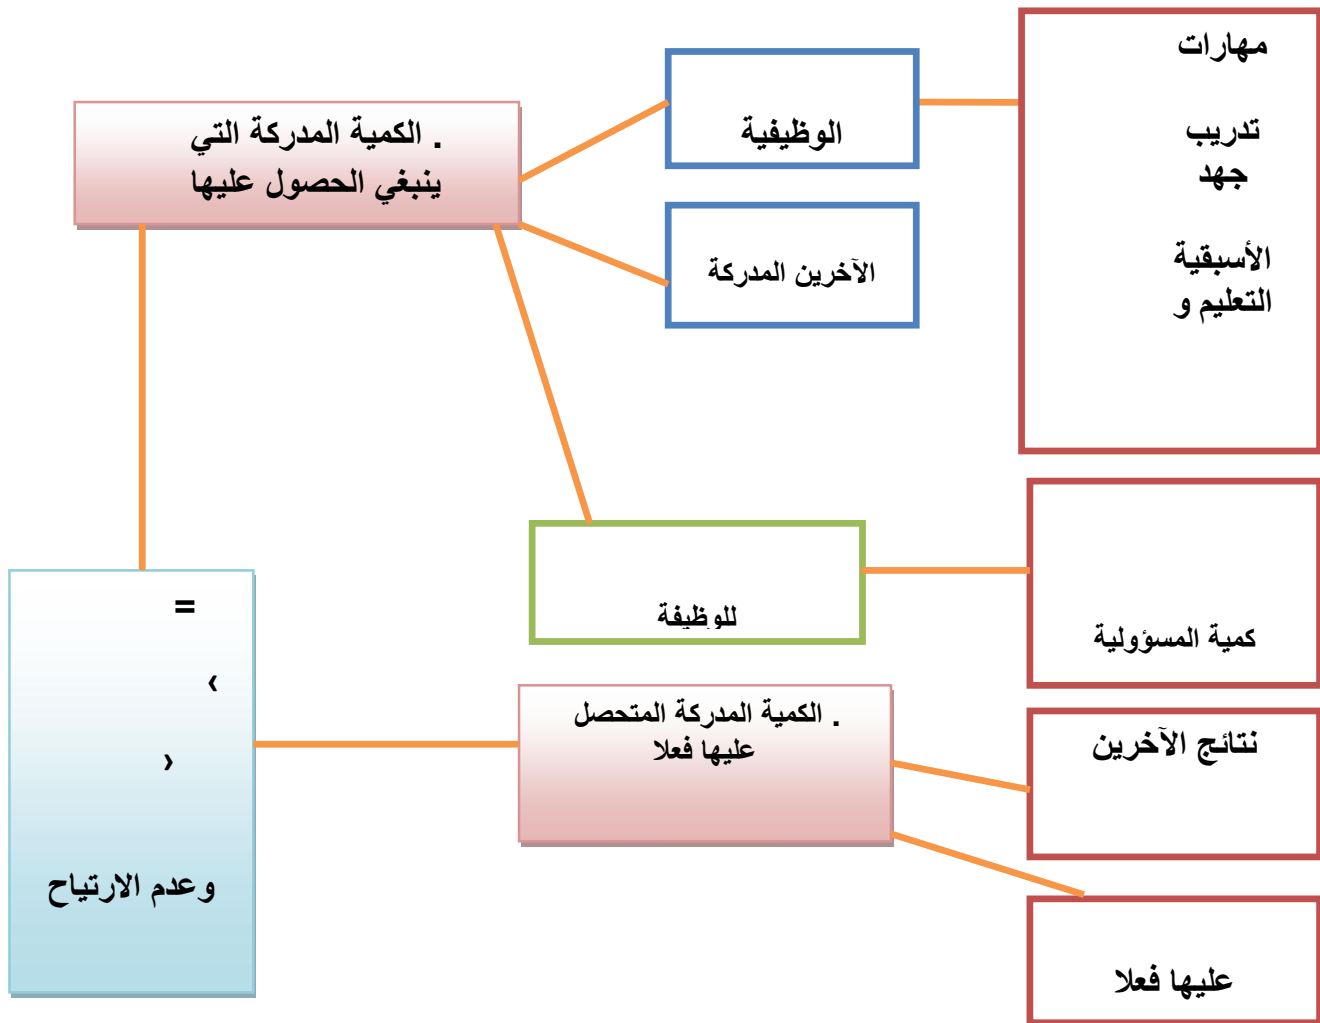 مهارات
تدريب
جهد
الأسبقية
التعليم و
الوظيفية
. الكمية المدركة التي
ينبغي الحصول عليها
الآخرين المدركة
للوظيفة
كمية المسؤولية
=
‹
›
وعدم الارتياح
. الكمية المدركة المتحصل
عليها فعلا
نتائج الآخرين
عليها فعلا